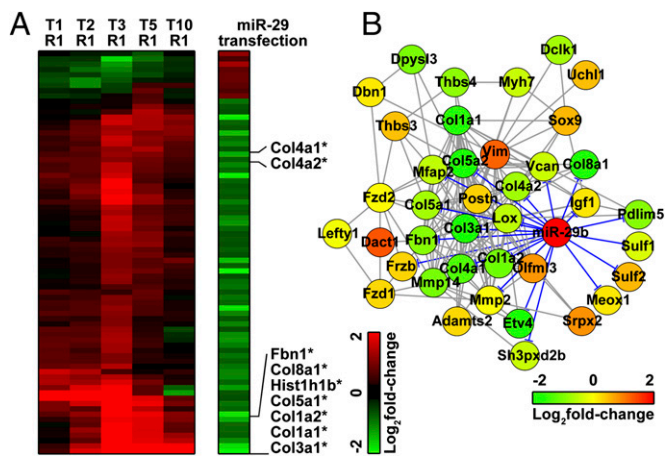 A
T1 T2 T3 T5 T10
R1 R1 R1 R1 R1
miR-29
transfection
Col4a1*
Col4a2*
Fbn1*
Col8a1*
Hist1h1b*
Col5a1*
Col1a2*
Col1a1*
Col3a1*
2
0
-2
Log2fold-change
B
Dpysl3
Dclk1
Thbs4
Myh7
Uchl1
Dbn1
Thbs3
Col1a1
Sox9
Vim
Col5a2
Mfap2
Vcan
Col8a1
Col4a2
Fzd2
Col5a1
Postn
Igf1
Lox
Pdlim5
Lefty1
Dact1
Fbn1
Col3a1
miR-29b
Sulf1
Frzb
Col4a1
Col1a2
Olfml3
Sulf2
Mmp14
Fzd1
Mmp2
Meox1
Adamts2
Etv4
Srpx2
Sh3pxd2b
-2 0 2
Log2fold-change